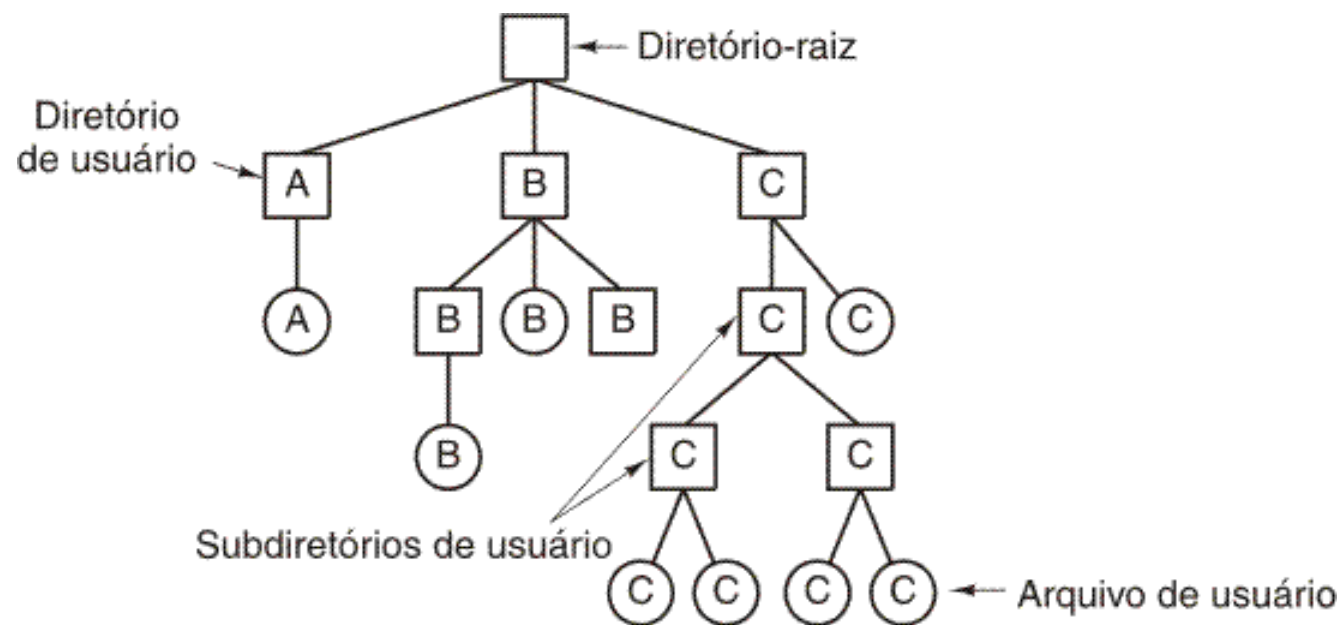 Diretório-raiz
Diretório
de usuário
A B C
A B B B C C
B C C
Subdiretórios de usuário
C C C C
Arquivo de usuário